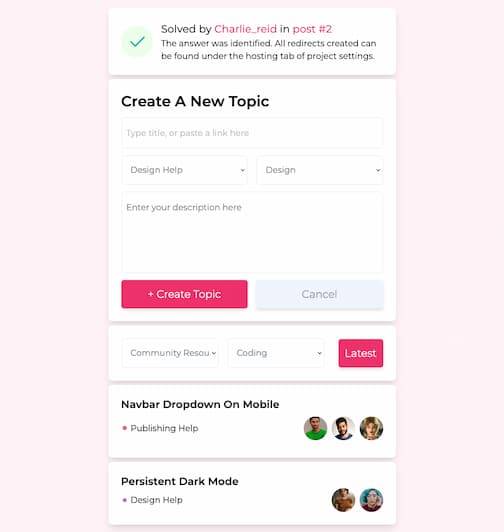 Solved by Charlie_reid in post #2
The answer was identified. All redirects created can
be found under the hosting tab of project settings.
Create A New Topic
Type title, or paste a link here
Design Help
Design
Enter your description here
+ Create Topic
Cancel
Community Resou
Coding
Latest
Navbar Dropdown On Mobile
Publishing Help
Persistent Dark Mode
Design Help